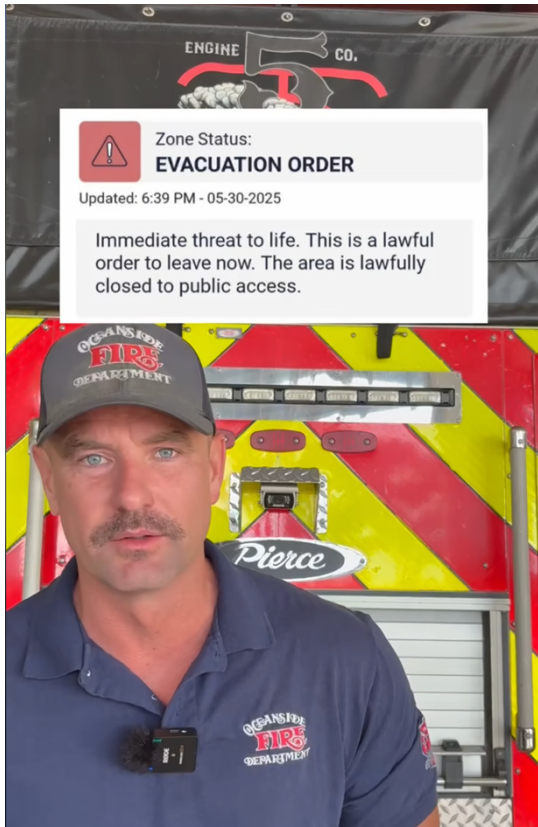 ENGINE 5 CO.
Zone Status:
EVACUATION ORDER
Updated: 6:39 PM - 05-30-2025
Immediate threat to life. This is a lawful
order to leave now. The area is lawfully
closed to public access.
OCEANSIDE
FIRE
DEPARTMENT
Pierce
OCEANSIDE
FIRE
DEPARTMENT
RODE